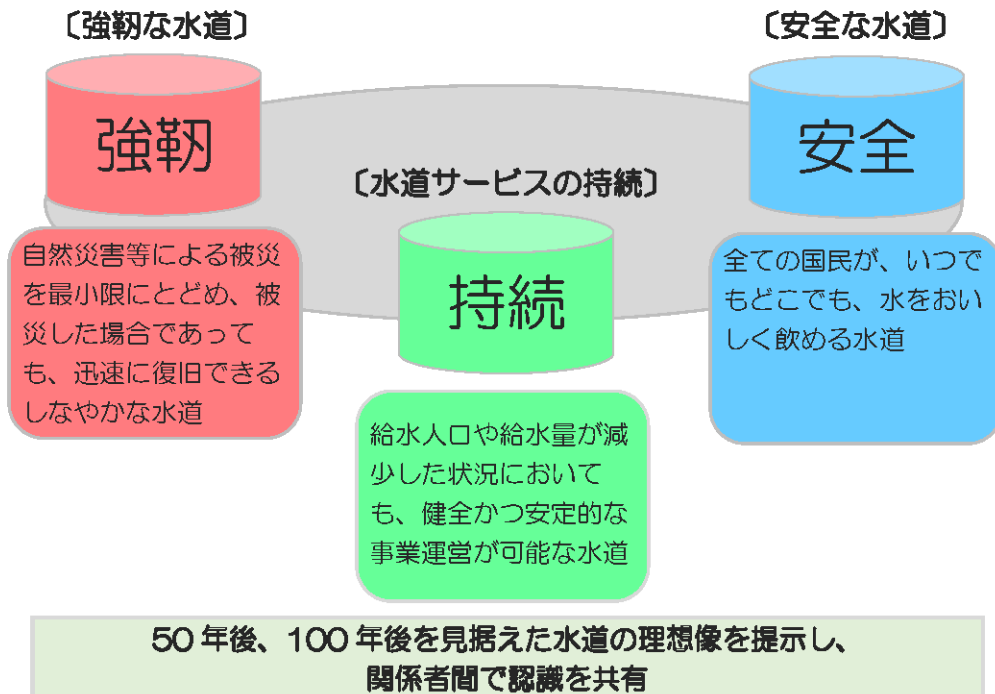 〔強靭な水道〕
強靭
自然災害等による被災
を最小限にとどめ、被
災した場合であって
も、迅速に復旧できる
しなやかな水道
〔水道サービスの持続〕
持続
給水人口や給水量が減
少した状況において
も、健全かつ安定的な
事業運営が可能な水道
〔安全な水道〕
安全
全ての国民が、いつで
もどこでも、水をおい
しく飲める水道
50年後、100年後を見据えた水道の理想像を提示し、
関係者間で認識を共有